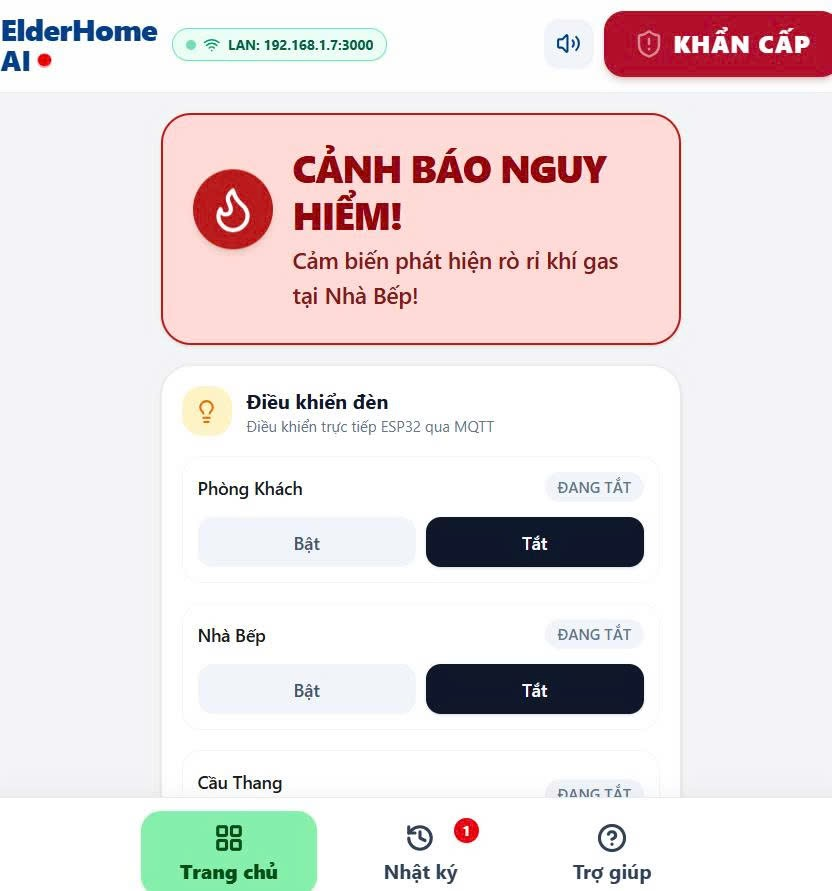 ElderHome
AI
LAN: 192.168.1.7:3000
KHẨN CẤP
CẢNH BÁO NGUY
HIỂM!
Cảm biến phát hiện rò rỉ khí gas
tại Nhà Bếp!
Điều khiển đèn
Điều khiển trực tiếp ESP32 qua MQTT
Phòng Khách
ĐANG TẮT
Bật
Tắt
Nhà Bếp
ĐANG TẮT
Bật
Tắt
Cầu Thang
ĐANG TẮT
Trang chủ
Nhật ký
1
Trợ giúp